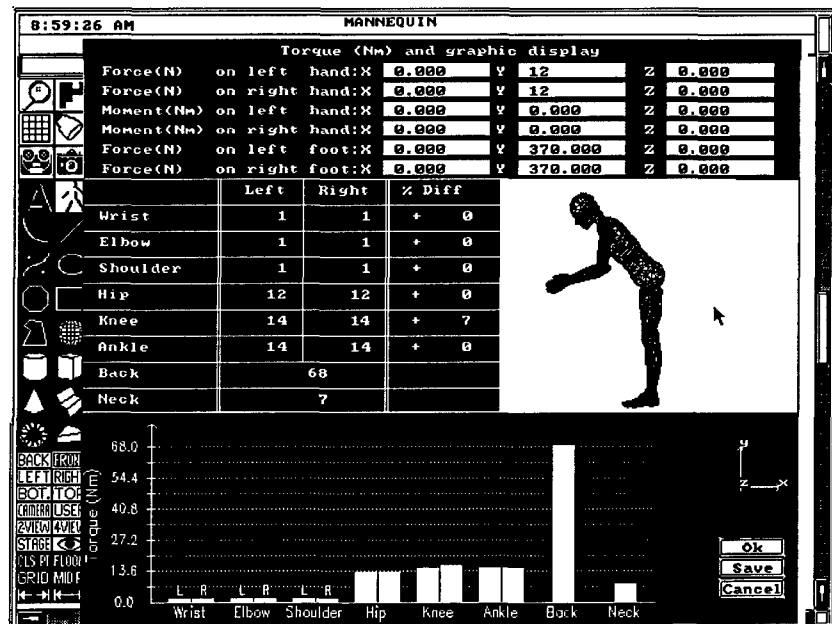 8:59:26 AM MANNEQUIN
Torque (Nm) and graphic display
Force(N) on left hand:X 0.000 Y 12 Z 0.000
Force(N) on right hand:X 0.000 Y 12 Z 0.000
Moment(Nm) on left hand:X 0.000 Y 0.000 Z 0.000
Moment(Nm) on right hand:X 0.000 Y 0.000 Z 0.000
Force(N) on left foot:X 0.000 Y 370.000 Z 0.000
Force(N) on right foot:X 0.000 Y 370.000 Z 0.000
Left Right % Diff
Wrist 1 1 + 0
Elbow 1 1 + 0
Shoulder 1 1 + 0
Hip 12 12 + 0
Knee 14 14 + 7
Ankle 14 14 + 0
Back 68
Neck 7
A
BACK FRON
LEFT RIGH
BOT. TOP
CAMERA USER
2VIEW 4VIEW
STAGE
CLS PI FLOOR
GRID MID P
Torque (Nm)
68.0
54.4
40.8
27.2
13.6
0.0
L R L R L R
Wrist Elbow Shoulder Hip Knee Ankle Back Neck
y
z x
Ok
Save
Cancel